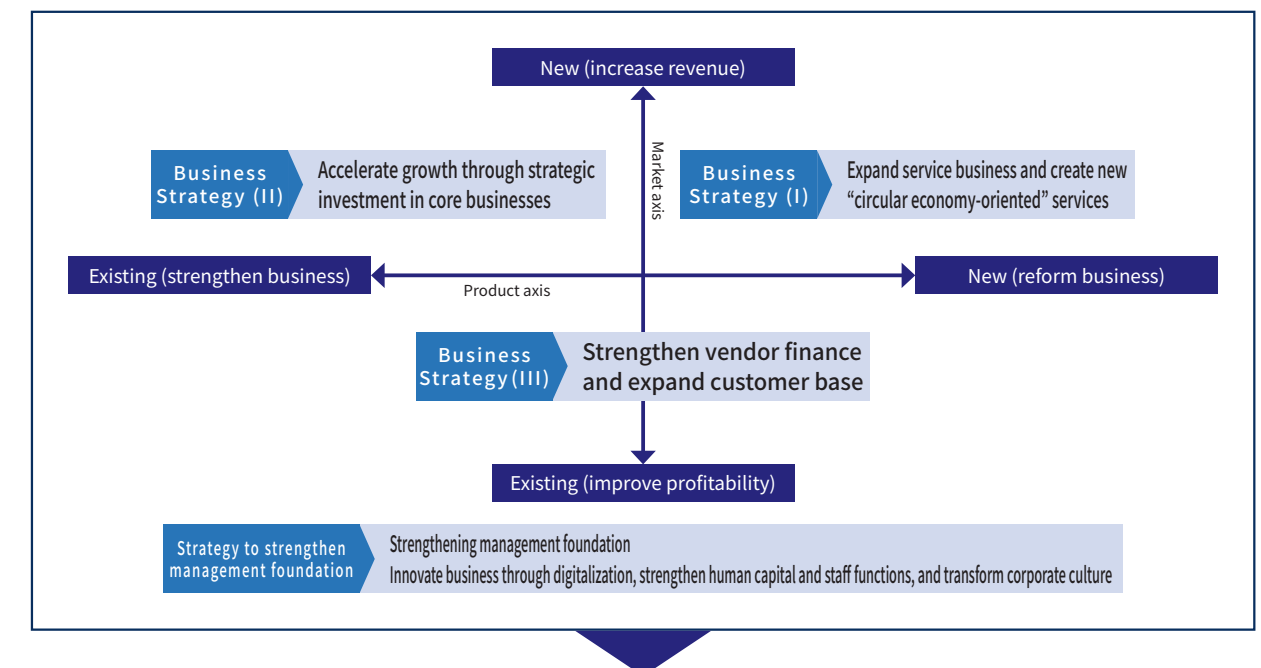 New (increase revenue)
Market axis
Business
Strategy (II)
Accelerate growth through strategic
investment in core businesses
Business
Strategy (I)
Expand service business and create new
“circular economy-oriented” services
Existing (strengthen business)
Product axis
New (reform business)
Business
Strategy (III)
Strengthen vendor finance
and expand customer base
Existing (improve profitability)
Strategy to strengthen
management foundation
Strengthening management foundation
Innovate business through digitalization, strengthen human capital and staff functions, and transform corporate culture